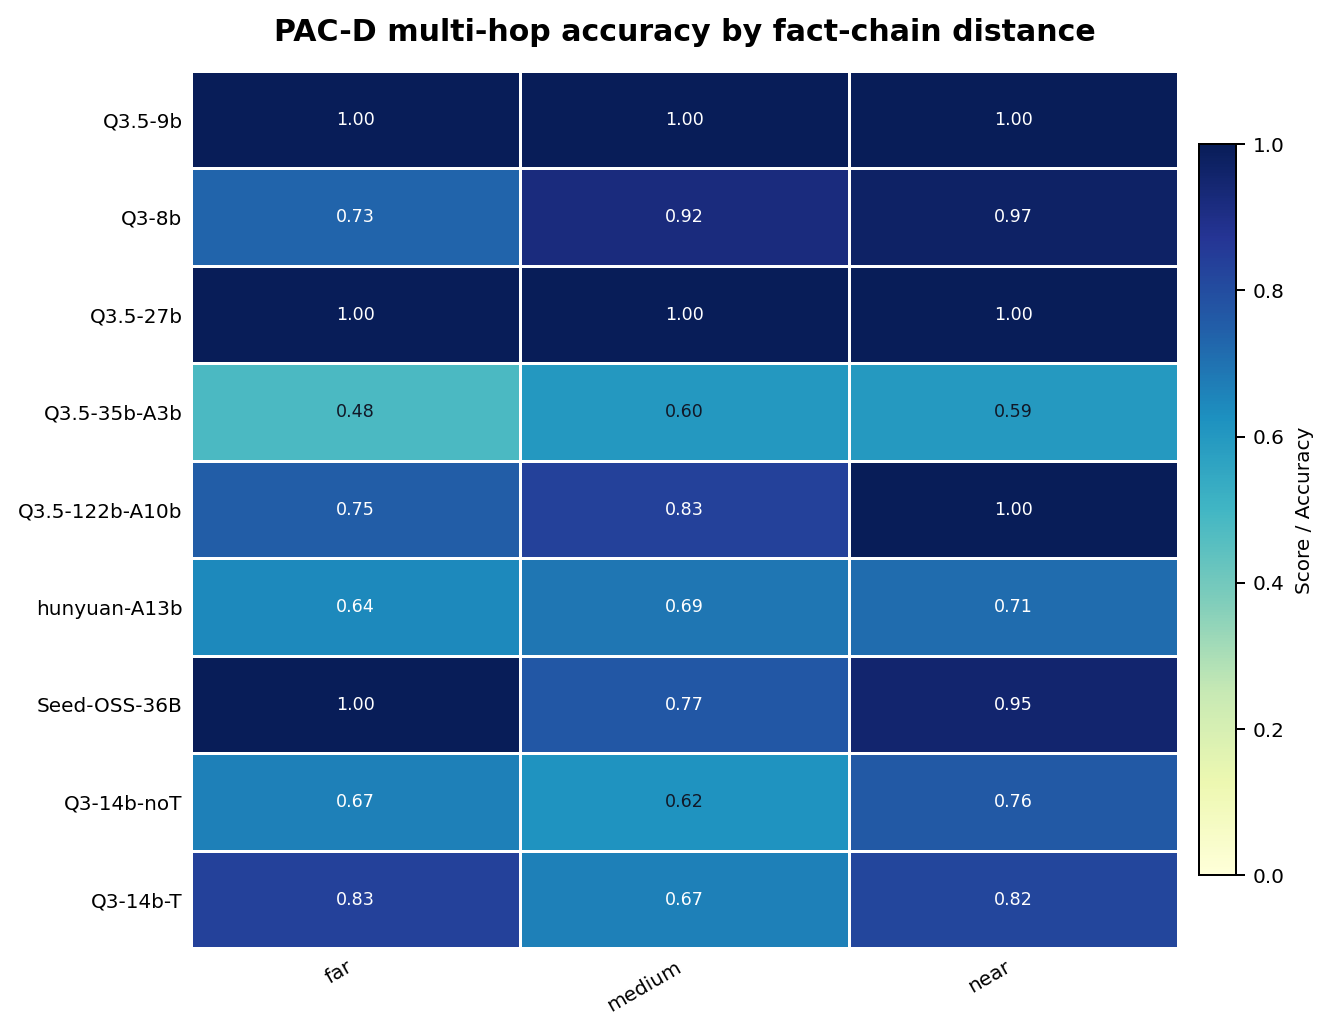 PAC-D multi-hop accuracy by fact-chain distance
Q3.5-9b 1.00 1.00 1.00
Q3-8b 0.73 0.92 0.97
Q3.5-27b 1.00 1.00 1.00
Q3.5-35b-A3b 0.48 0.60 0.59
Q3.5-122b-A10b 0.75 0.83 1.00
hunyuan-A13b 0.64 0.69 0.71
Seed-OSS-36B 1.00 0.77 0.95
Q3-14b-noT 0.67 0.62 0.76
Q3-14b-T 0.83 0.67 0.82
far medium near
1.0
0.8
0.6
0.4
0.2
0.0
Score / Accuracy